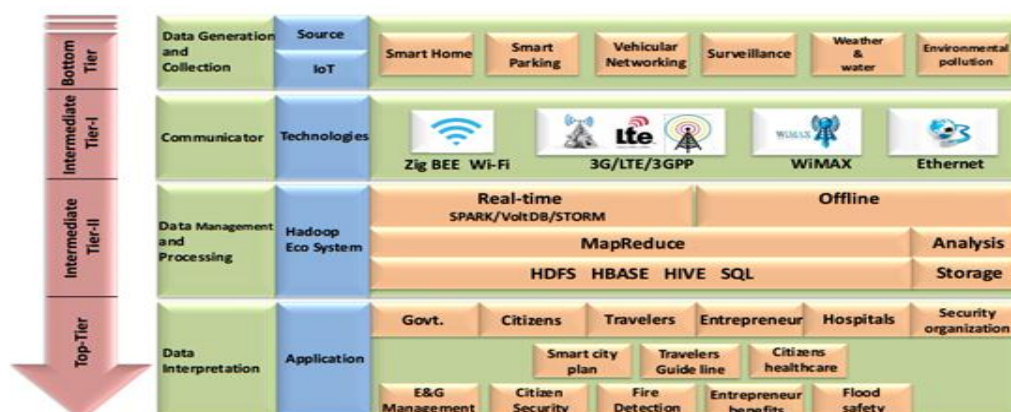 Bottom
Tier
Data Generation
and
Collection
Source
IoT
Smart Home
Smart
Parking
Vehicular
Networking
Surveillance
Weather
&
water
Environmental
pollution
Intermediate
Tier-I
Communicator
Technologies
Zig BEE Wi-Fi
Lte
3G/LTE/3GPP
WiMAX
WiMAX
Ethernet
Intermediate
Tier-II
Data Management
and
Processing
Hadoop
Eco System
Real-time
SPARK/VoltDB/STORM
Offline
MapReduce
Analysis
HDFS HBASE HIVE SQL
Storage
Top-Tier
Data
Interpretation
Application
Govt.
Citizens
Travelers
Entrepreneur
Hospitals
Security
organization
Smart city
plan
Travelers
Guide line
Citizens
healthcare
E&G
Management
Citizen
Security
Fire
Detection
Entrepreneur
benefits
Flood
safety